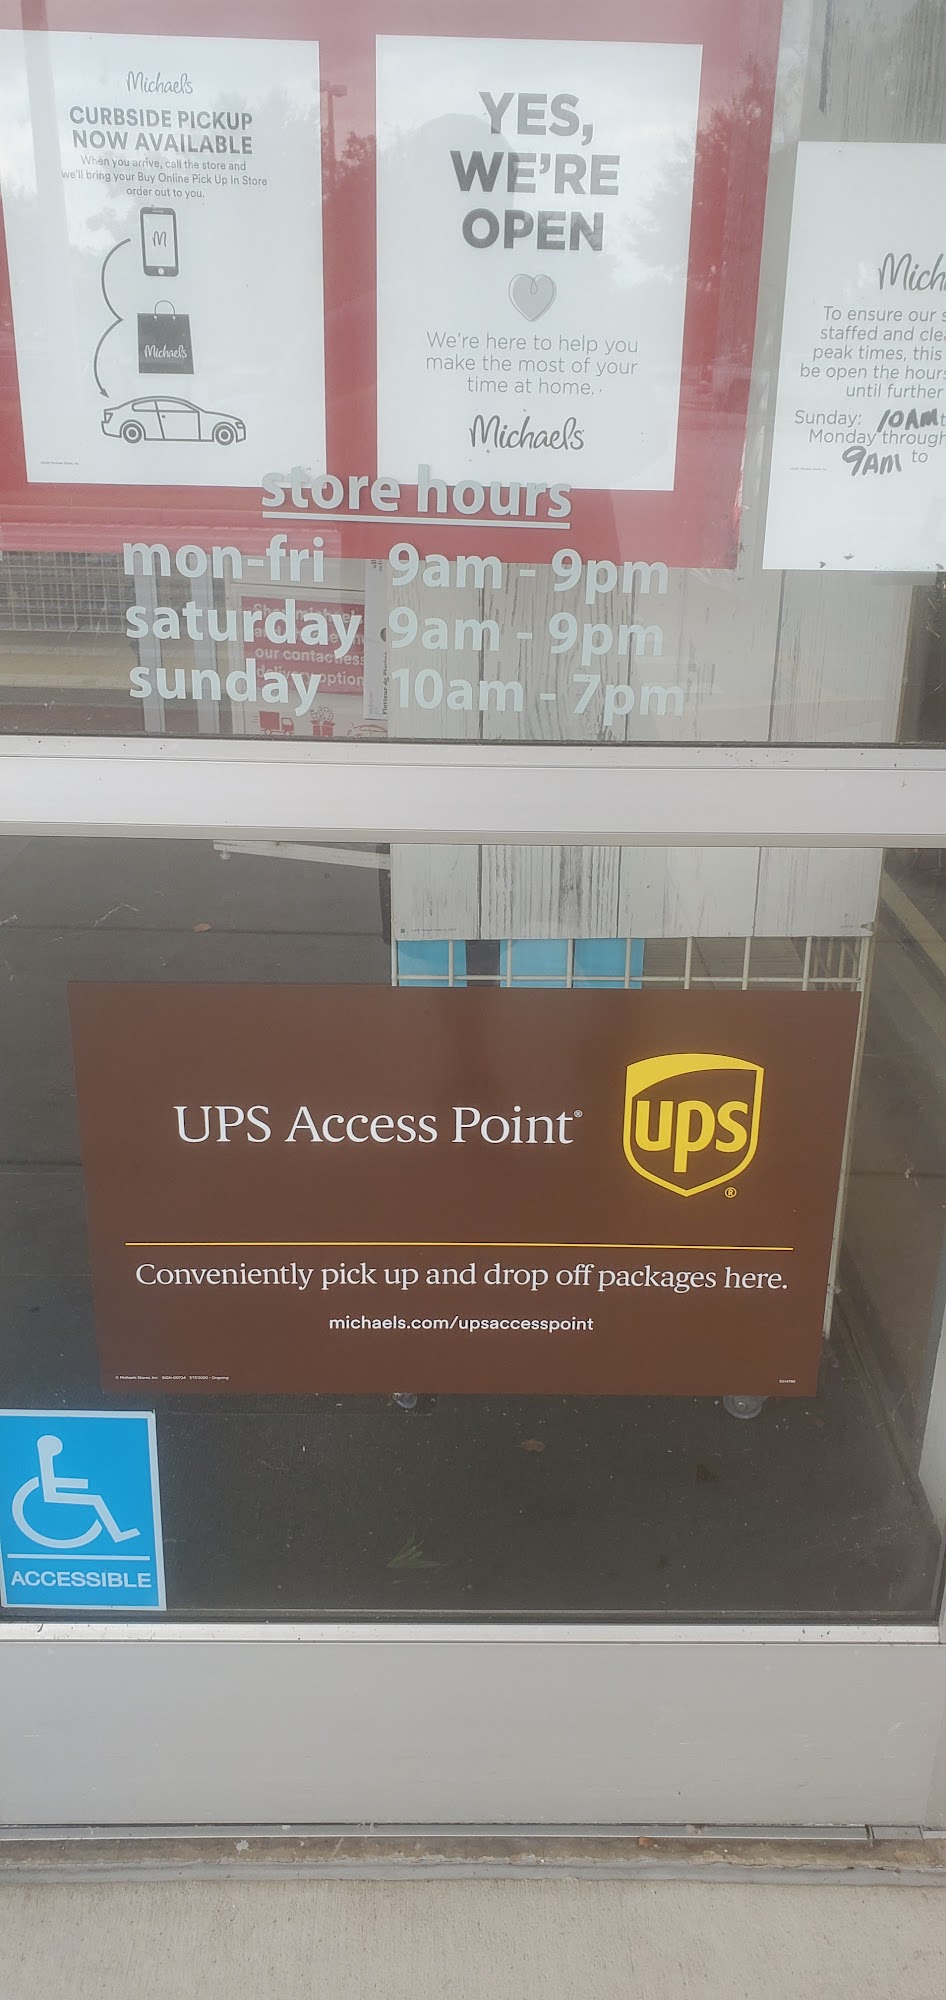 Michaels
CURBSIDE PICKUP
NOW AVAILABLE
When you arrive, call the store and
we'll bring your Buy Online Pick Up In Store
order out to you.
M
Michaels
YES,
WE'RE
OPEN
We're here to help you
make the most of your
time at home.
Michaels
Mich
To ensure our s
staffed and clea
peak times, this
be open the hours
until further
Sunday: 10AM t
Monday through
9AM to
store hours
mon-fri 9am - 9pm
saturday 9am - 9pm
sunday 10am - 7pm
our contactless
delivery option
UPS Access Point®
ups
®
Conveniently pick up and drop off packages here.
michaels.com/upsaccesspoint
ACCESSIBLE